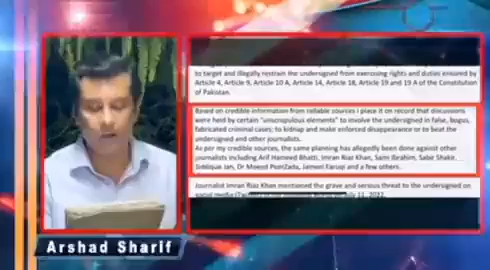 to target and illegally restrain the undersigned from exercising rights and duties ensured by
Article 4, Article 9, Article 10 A, Article 14, Article 18, Article 19 and 19 A of the Constitution
of Pakistan.
Based on credible information from reliable sources i place it on record that discussions
were held by certain "unscrupulous elements" to involve the undersigned in false, bogus,
fabricated criminal cases; to kidnap and make enforced disappearance or to beat the
undersigned and other journalists.
As per my credible sources, the same planning has allegedly been done against other
journalists including Arif Hameed Bhatti, Imran Riaz Khan, Sami Ibrahim, Sabir Shakir,
Siddique Jan, Dr Moeed Peerzada, Jameel Farooqi and a few others.
Journalist Imran Riaz Khan mentioned the grave and serious threat to the undersigned on
social media July 11, 2022.
Arshad Sharif